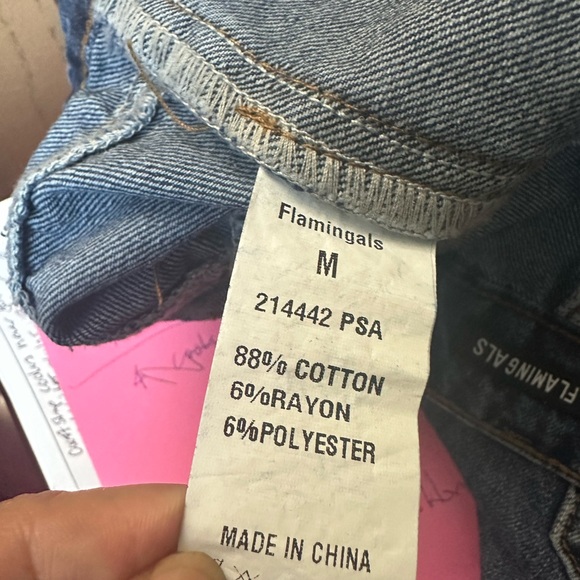 Flamingals
M
214442 PSA
88% COTTON
6%RAYON
6%POLYESTER
MADE IN CHINA
FLAMINGALS